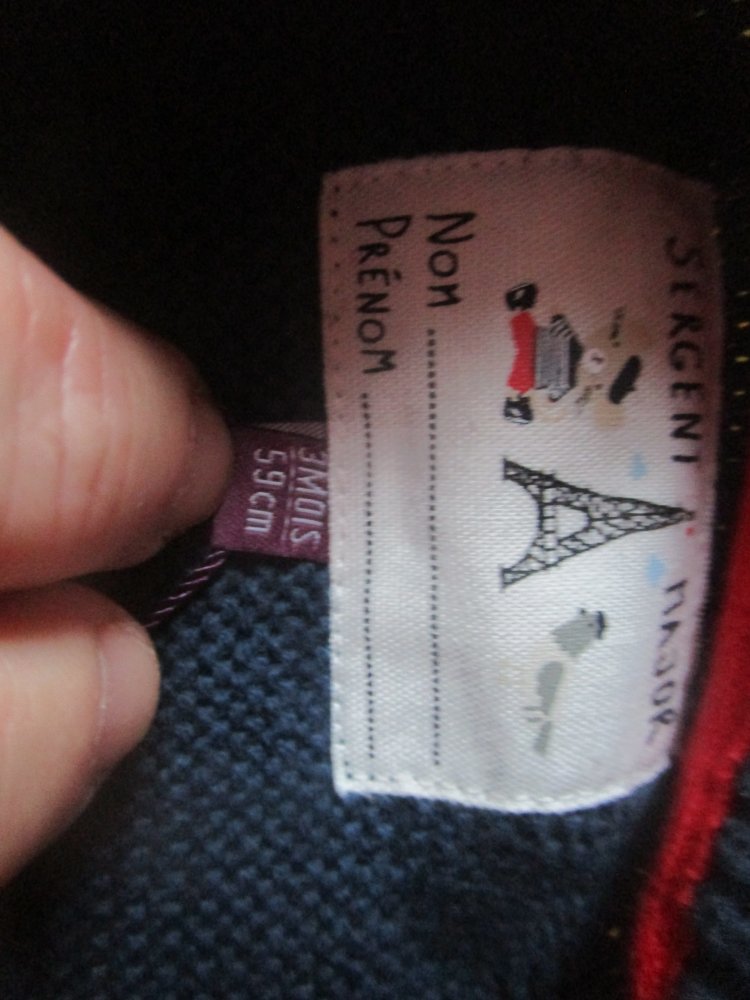 SERGENT MAJOR
NOM
PRÉNOM
3MOIS
59cm